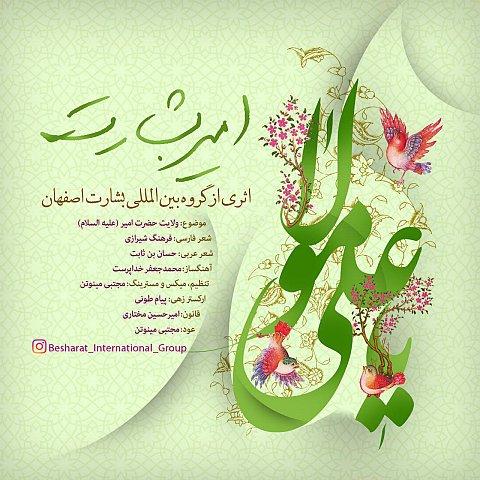 امیر بشارت
اثری از گروه بین المللی بشارت اصفهان
موضوع: ولایت حضرت امیر (علیه السلام)
شعر فارسی: فرهنگ شیرازی
شعر عربی: حسان بن ثابت
آهنگساز: محمدجعفر خداپرست
تنظیم، میکس و مسترینگ: مجتبی مینوتن
ارکستر زهی: پیام طونی
قانون: امیرحسین مختاری
عود: مجتبی مینوتن
Besharat_International_Group
یا علی مولا